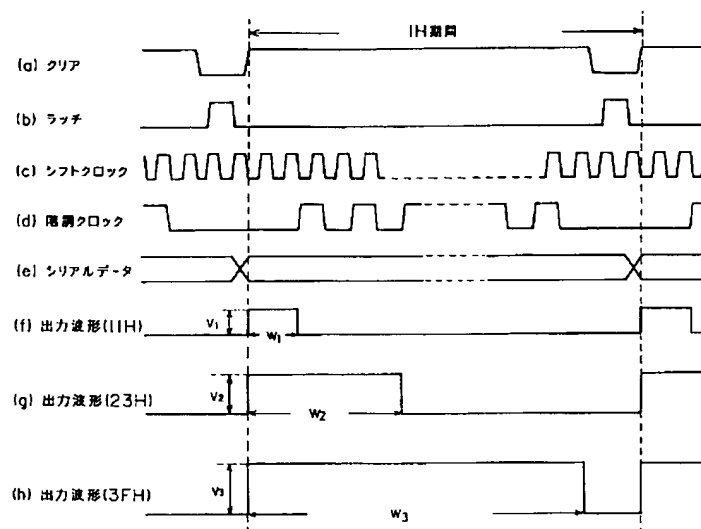 1H期間
(a) クリア
(b) ラッチ
(c) シフトクロック
(d) 階調クロック
(e) シリアルデータ
(f) 出力波形(11H)
V1
W1
(g) 出力波形(23H)
V2
W2
(h) 出力波形(3FH)
V3
W3